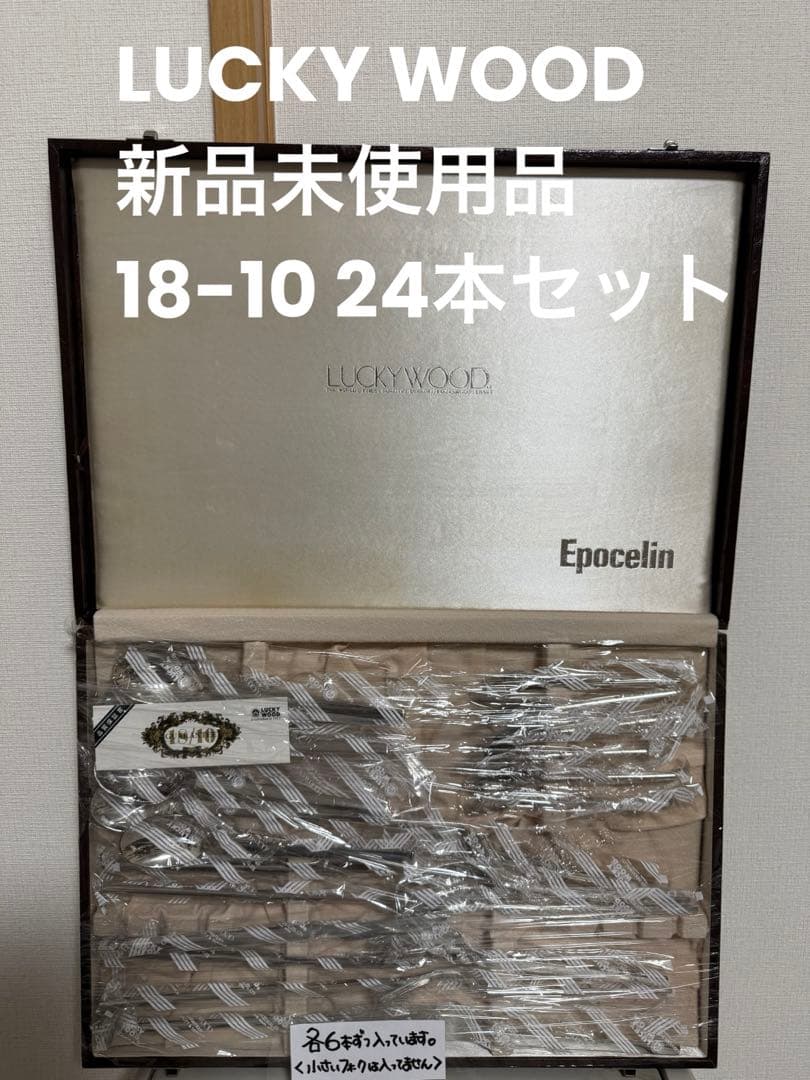 LUCKY WOOD
新品未使用品
18-10 24本セット
LUCKYWOOD
Epocelin
LUCKY
WOOD
18/10
各6本ずつ入っています。
<小さいフォークは入ってません>